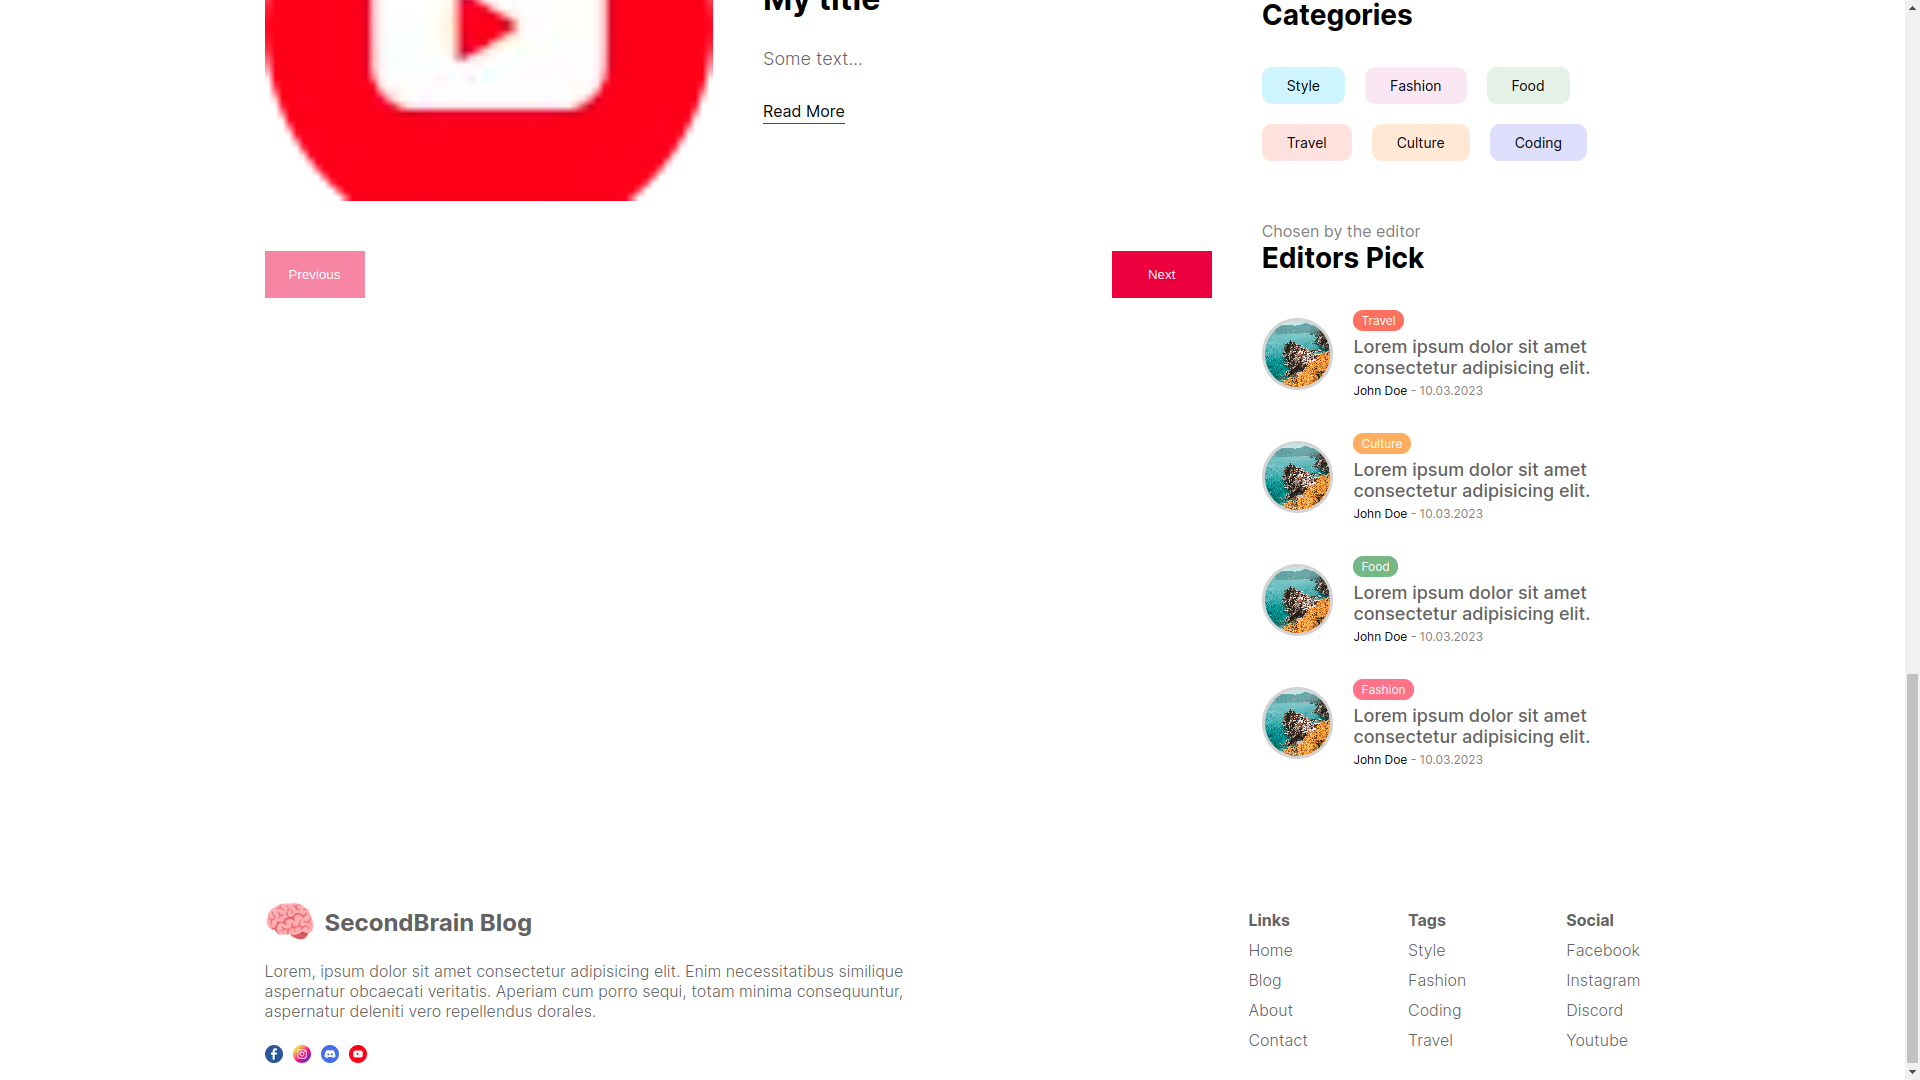 My title
Some text...
Read More
Previous
Next
Categories
Style
Fashion
Food
Travel
Culture
Coding
Chosen by the editor
Editors Pick
Travel
Lorem ipsum dolor sit amet
consectetur adipisicing elit.
John Doe - 10.03.2023
Culture
Lorem ipsum dolor sit amet
consectetur adipisicing elit.
John Doe - 10.03.2023
Food
Lorem ipsum dolor sit amet
consectetur adipisicing elit.
John Doe - 10.03.2023
Fashion
Lorem ipsum dolor sit amet
consectetur adipisicing elit.
John Doe - 10.03.2023
SecondBrain Blog
Lorem, ipsum dolor sit amet consectetur adipisicing elit. Enim necessitatibus similique
aspernatur obcaecati veritatis. Aperiam cum porro sequi, totam minima consequuntur,
aspernatur deleniti vero repellendus dorales.
Links
Home
Blog
About
Contact
Tags
Style
Fashion
Coding
Travel
Social
Facebook
Instagram
Discord
Youtube